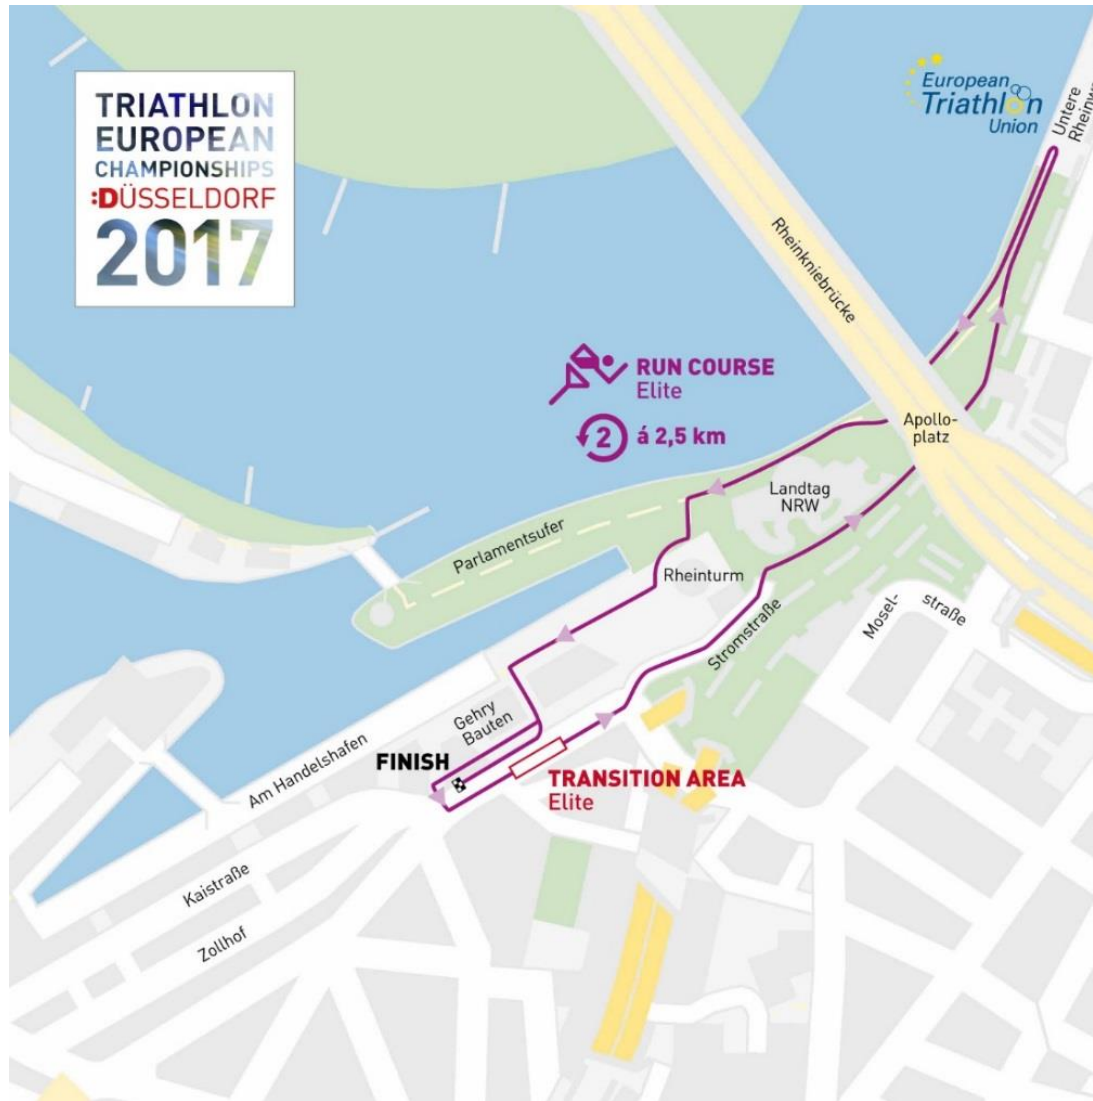 TRIATHLON
EUROPEAN
CHAMPIONSHIPS
:DÜSSELDORF
2017
European
Triathlon
Union
Untere
Rheinkniebrücke
RUN COURSE
Elite
2 á 2,5 km
Apollo-
platz
Landtag
NRW
Parlamentsufer
Rheinturm
Mosel-
straße
Stromstraße
Gehry
Bauten
FINISH
Am Handelshafen
TRANSITION AREA
Elite
Kaistraße
Zollhof